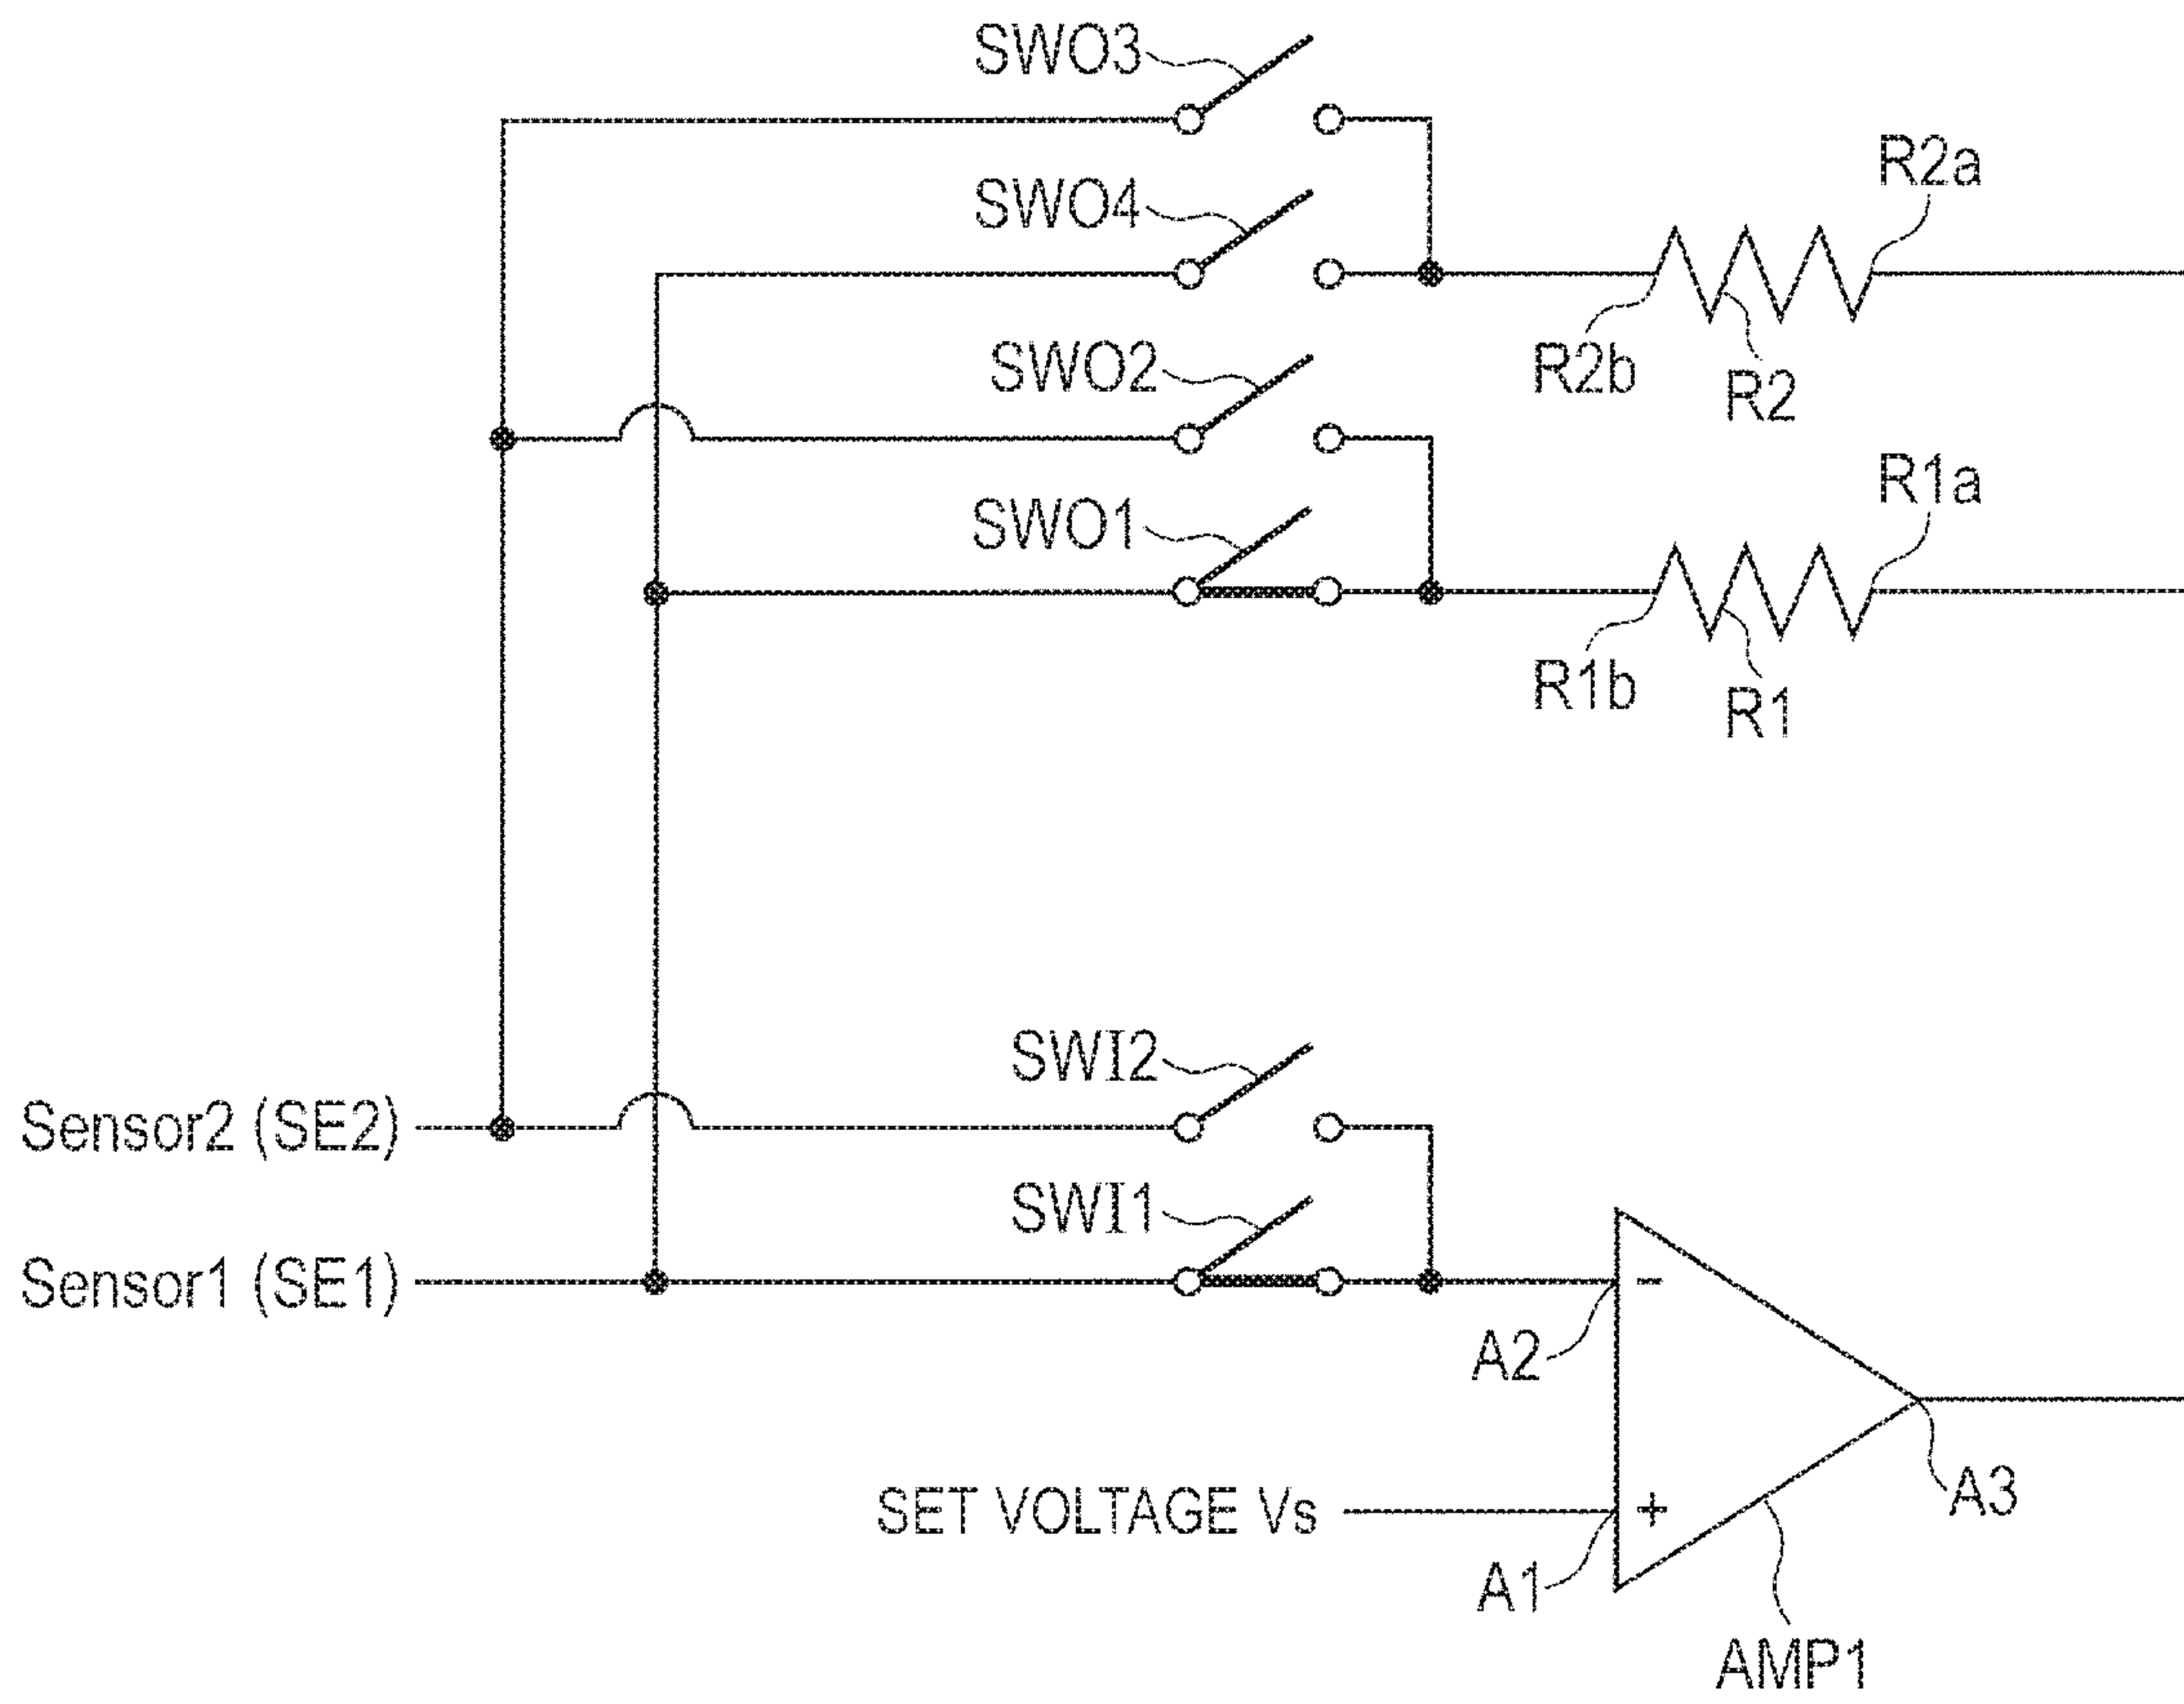 SWO3
R2a
SWO4
SWO2
R2b
R2
R1a
SWO1
R1b
R1
SWI2
Sensor2 (SE2)
SWI1
Sensor1 (SE1)
-
A2
A3
SET VOLTAGE Vs
+
A1
AMP1